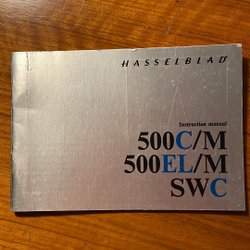 HASSELBLAD
Instruction manual
500C/M
500EL/M
SWC